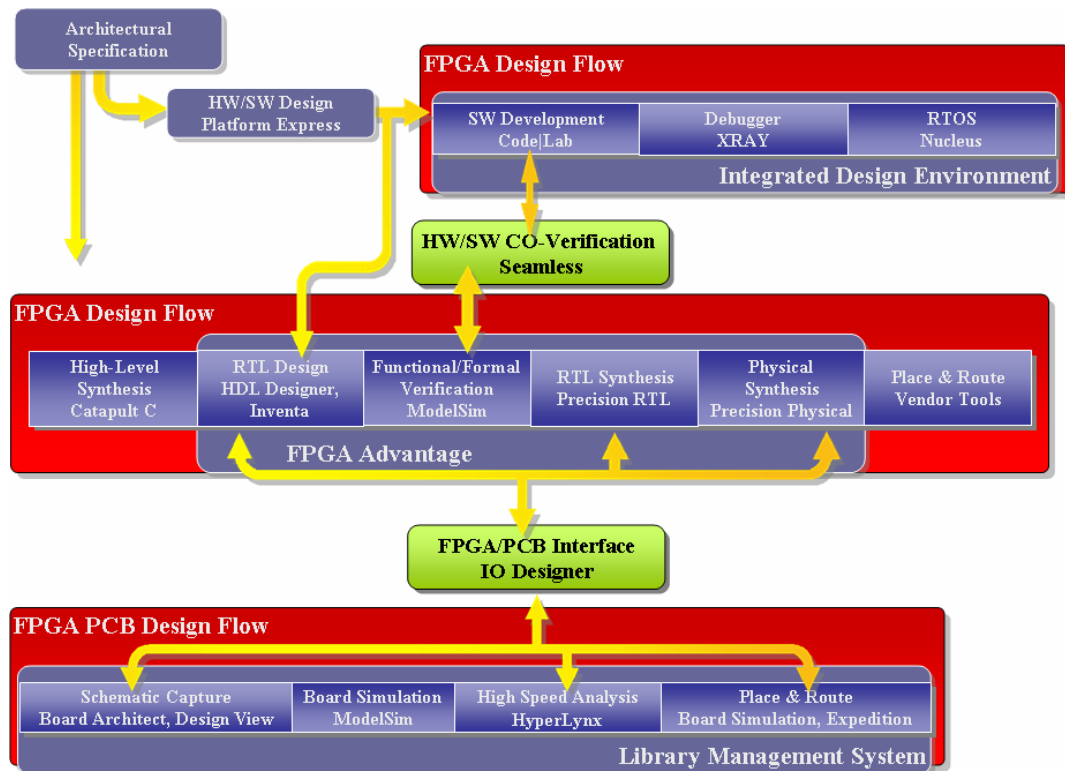 Architectural
Specification
HW/SW Design
Platform Express
FPGA Design Flow
SW Development
Code|Lab
Debugger
XRAY
RTOS
Nucleus
Integrated Design Environment
HW/SW CO-Verification
Seamless
FPGA Design Flow
High-Level
Synthesis
Catapult C
RTL Design
HDL Designer,
Inventa
Functional/Formal
Verification
ModelSim
RTL Synthesis
Precision RTL
Physical
Synthesis
Precision Physical
Place & Route
Vendor Tools
FPGA Advantage
FPGA/PCB Interface
IO Designer
FPGA PCB Design Flow
Schematic Capture
Board Architect, Design View
Board Simulation
ModelSim
High Speed Analysis
HyperLynx
Place & Route
Board Simulation, Expedition
Library Management System